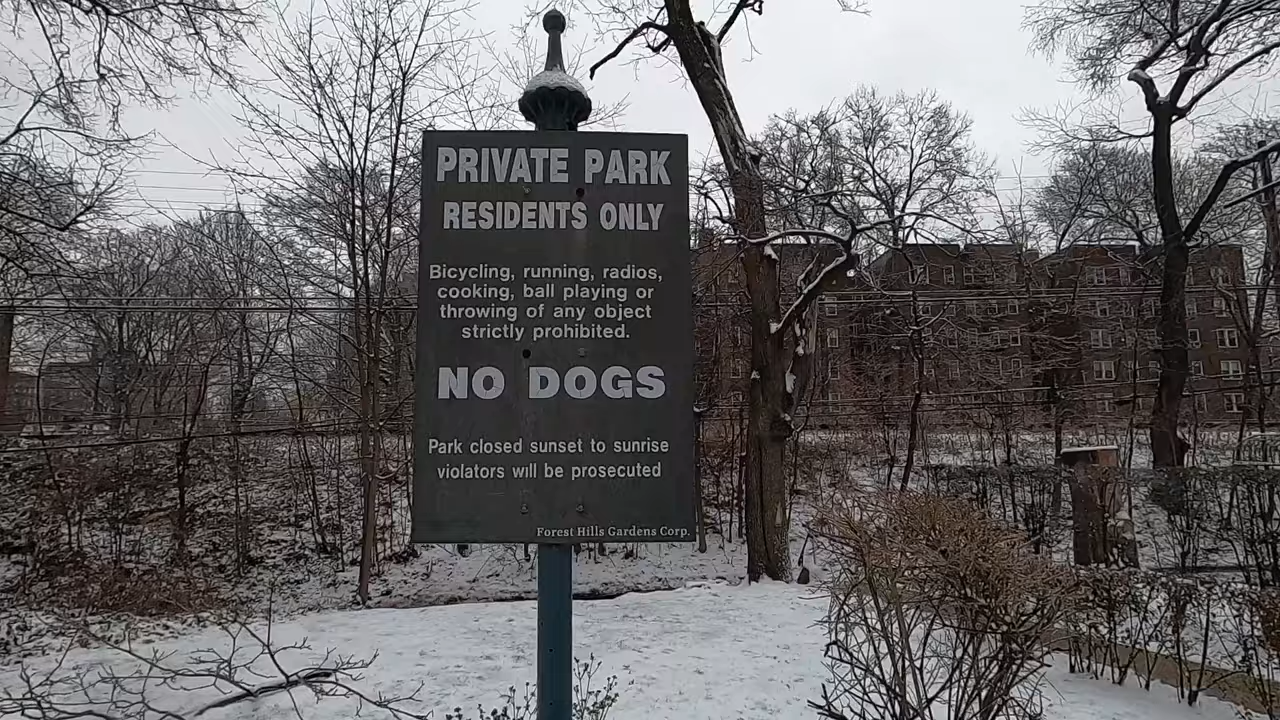 PRIVATE PARK
RESIDENTS ONLY
Bicycling, running, radios,
cooking, ball playing or
throwing of any object
strictly prohibited.
NO DOGS
Park closed sunset to sunrise
violators will be prosecuted
Forest Hills Gardens Corp.